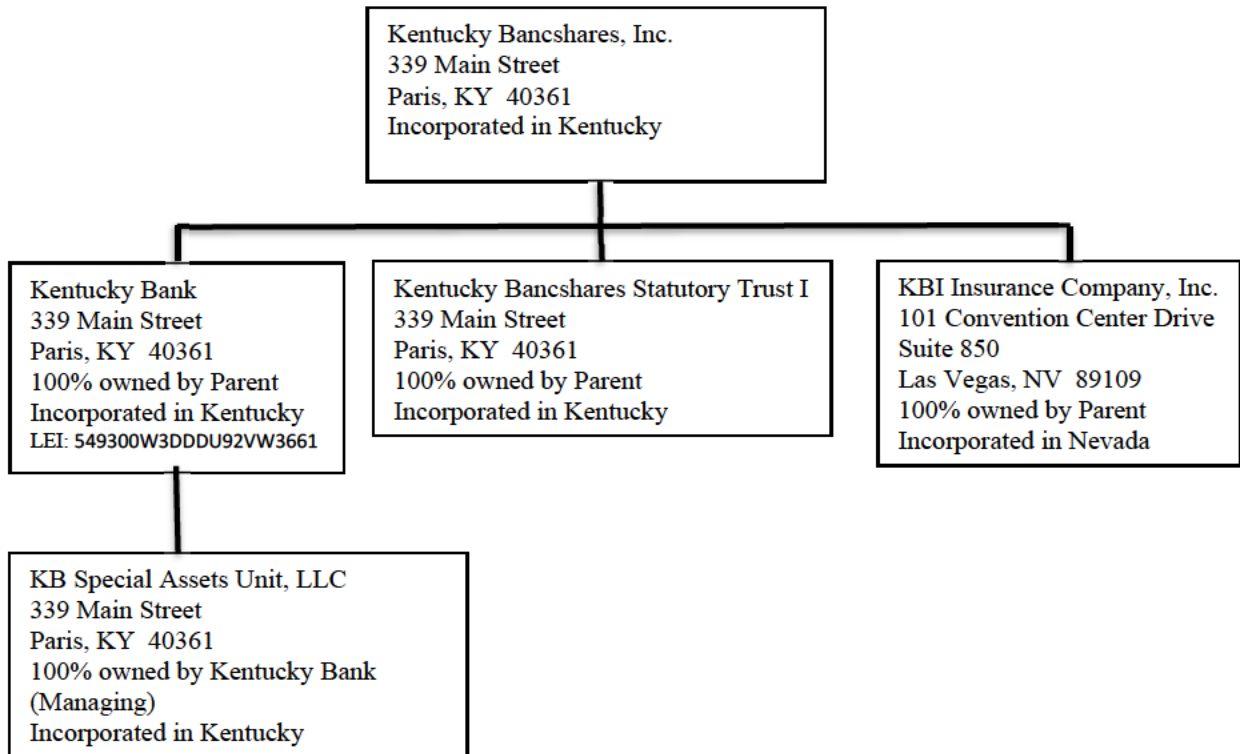 Kentucky Bancshares, Inc.
339 Main Street
Paris, KY 40361
Incorporated in Kentucky
Kentucky Bank
339 Main Street
Paris, KY 40361
100% owned by Parent
Incorporated in Kentucky
LEI: 549300W3DDDU92VW3661
Kentucky Bancshares Statutory Trust I
339 Main Street
Paris, KY 40361
100% owned by Parent
Incorporated in Kentucky
KBI Insurance Company, Inc.
101 Convention Center Drive
Suite 850
Las Vegas, NV 89109
100% owned by Parent
Incorporated in Nevada
KB Special Assets Unit, LLC
339 Main Street
Paris, KY 40361
100% owned by Kentucky Bank
(Managing)
Incorporated in Kentucky